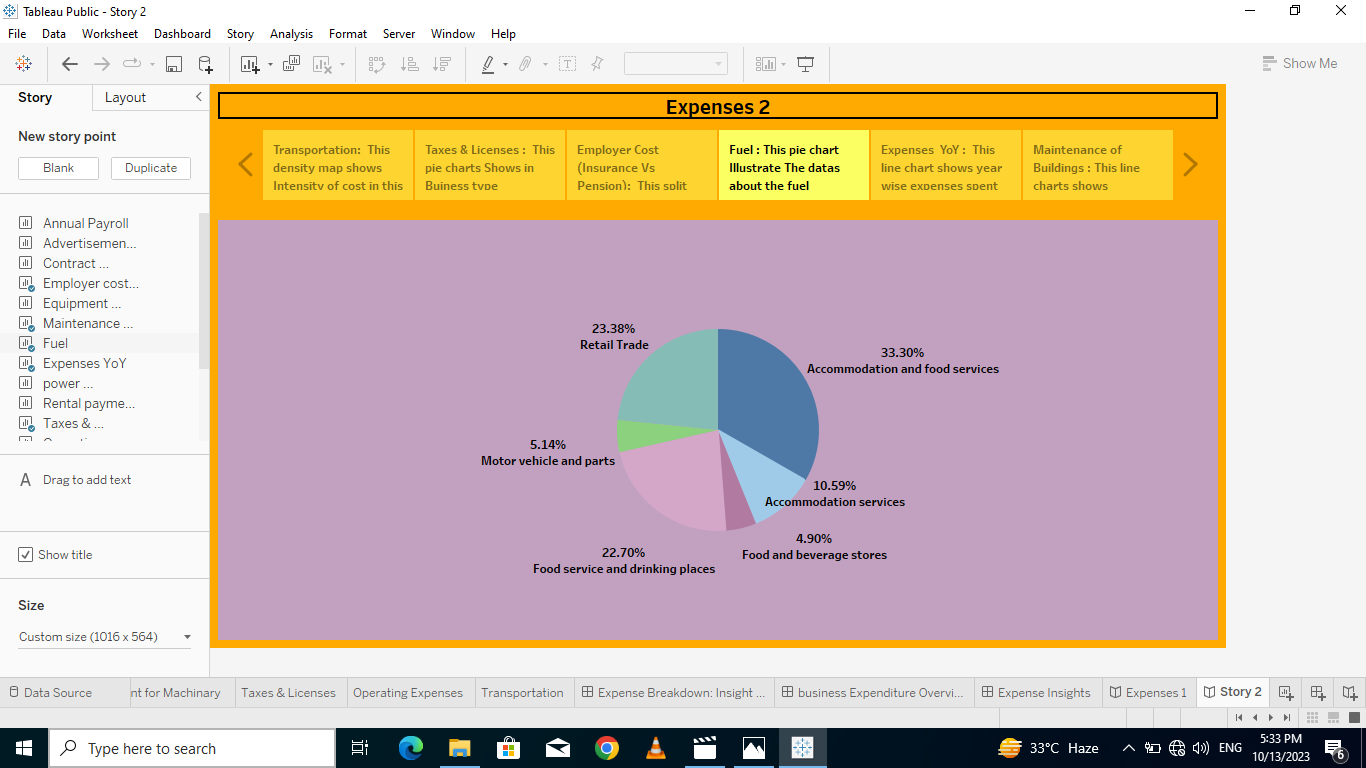 Tableau Public - Story 2
File Data Worksheet Dashboard Story Analysis Format Server Window Help
Show Me
Story Layout
New story point
Blank Duplicate
Annual Payroll
Advertisemen...
Contract ...
Employer cost...
Equipment ...
Maintenance ...
Fuel
Expenses YoY
power ...
Rental payme...
Taxes & ...
A Drag to add text
Show title
Size
Custom size (1016 x 564)
Expenses 2
Transportation: This
density map shows
Intensity of cost in this
Taxes & Licenses : This
pie charts Shows in
Buiness type
Employer Cost
(Insurance Vs
Pension): This split
Fuel : This pie chart
Illustrate The datas
about the fuel
Expenses YoY : This
line chart shows year
wise expenses spent
Maintenance of
Buildings : This line
charts shows
23.38%
Retail Trade
33.30%
Accommodation and food services
5.14%
Motor vehicle and parts
10.59%
Accommodation services
4.90%
Food and beverage stores
22.70%
Food service and drinking places
Data Source nt for Machinary Taxes & Licenses Operating Expenses Transportation Expense Breakdown: Insight ... business Expenditure Overvi... Expense Insights Expenses 1 Story 2
Type here to search
33°C Haze
ENG
5:33 PM
10/13/2023
6